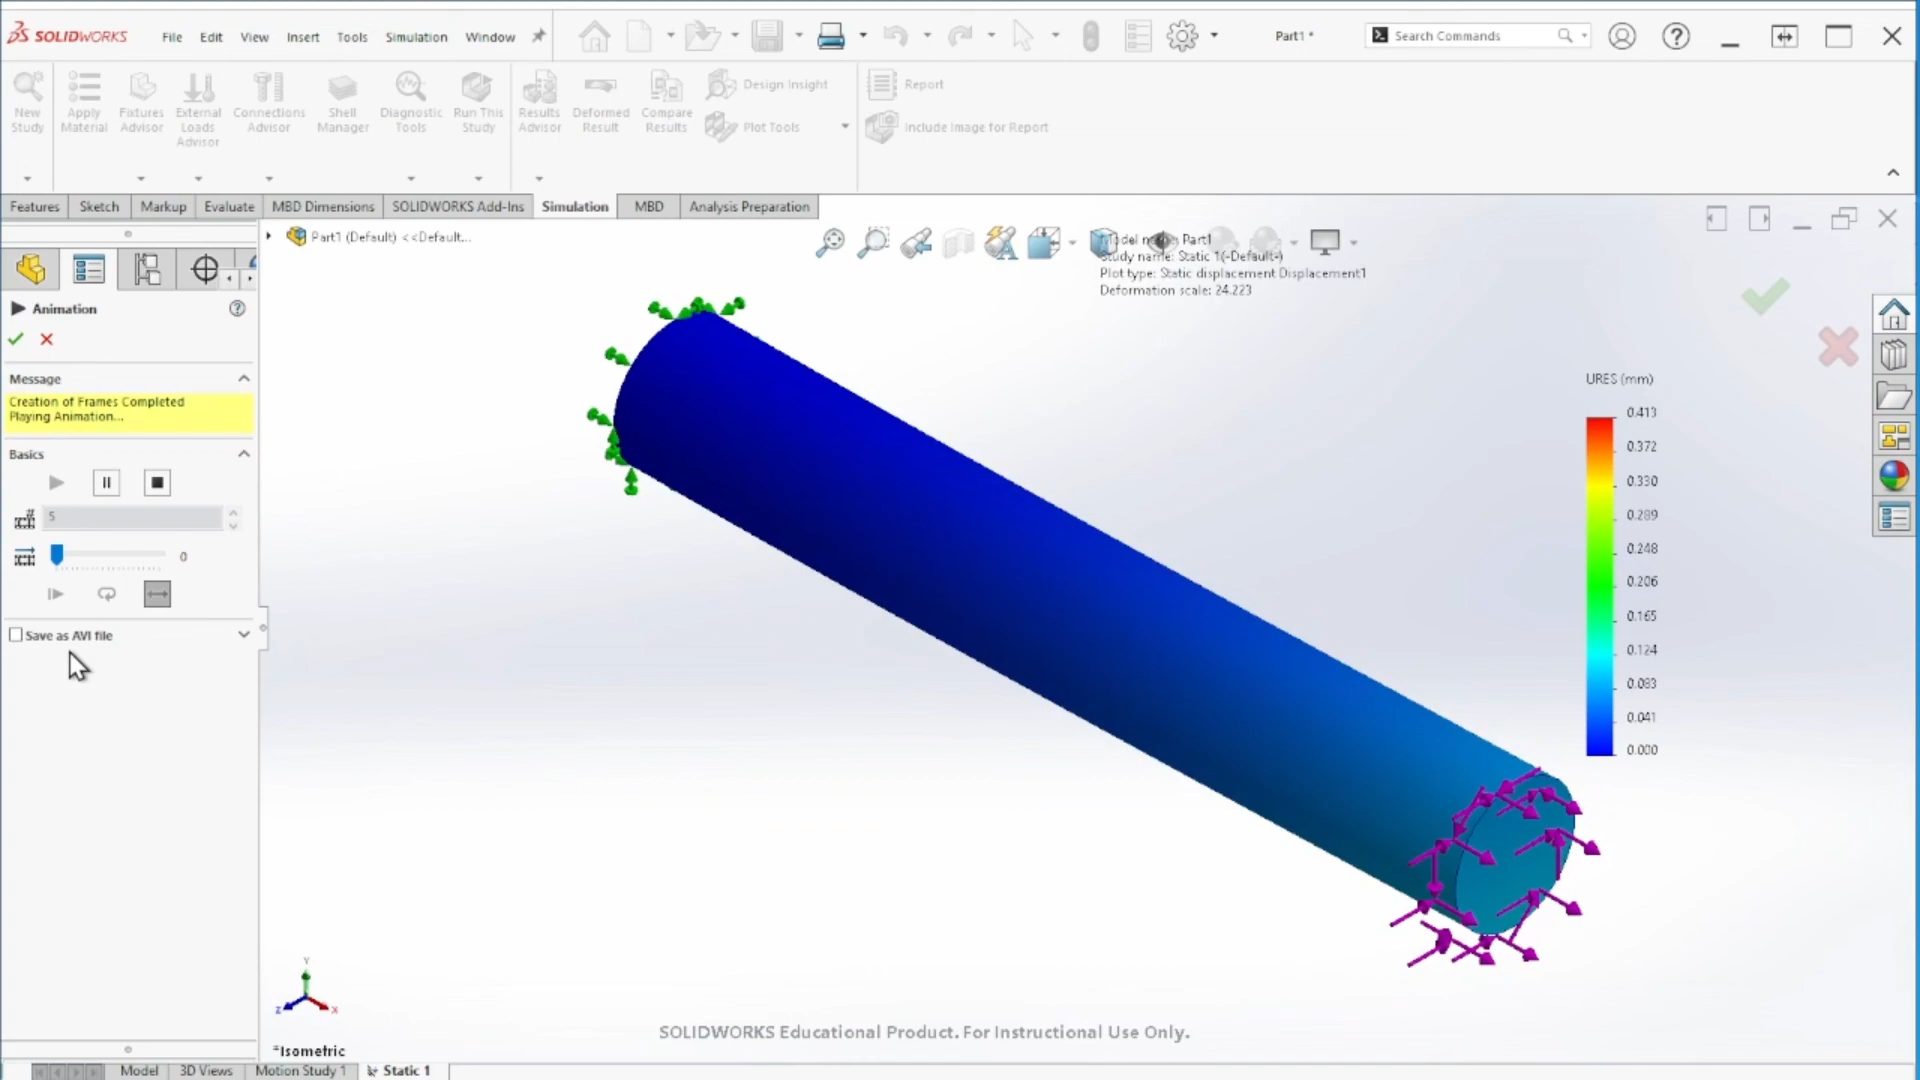 SOLIDWORKS File Edit View Insert Tools Simulation Window Part1 * Search Commands
New Study
Apply Material
Fixtures Advisor
External Loads Advisor
Connections Advisor
Shell Manager
Diagnostic Tools
Run This Study
Results Advisor
Deformed Result
Compare Results
Design Insight
Plot Tools
Report
Include Image for Report
Features Sketch Markup Evaluate MBD Dimensions SOLIDWORKS Add-Ins Simulation MBD Analysis Preparation
Part1 (Default) <<Default...
Model name: Part1
Study name: Static 1(-Default-)
Plot type: Static displacement Displacement1
Deformation scale: 24.223
Animation
Message
Creation of Frames Completed
Playing Animation...
Basics
5
0
Save as AVI file
URES (mm)
0.413
0.372
0.330
0.289
0.248
0.206
0.165
0.124
0.083
0.041
0.000
Y
Z
X
SOLIDWORKS Educational Product. For Instructional Use Only.
*Isometric
Model 3D Views Motion Study 1 Static 1